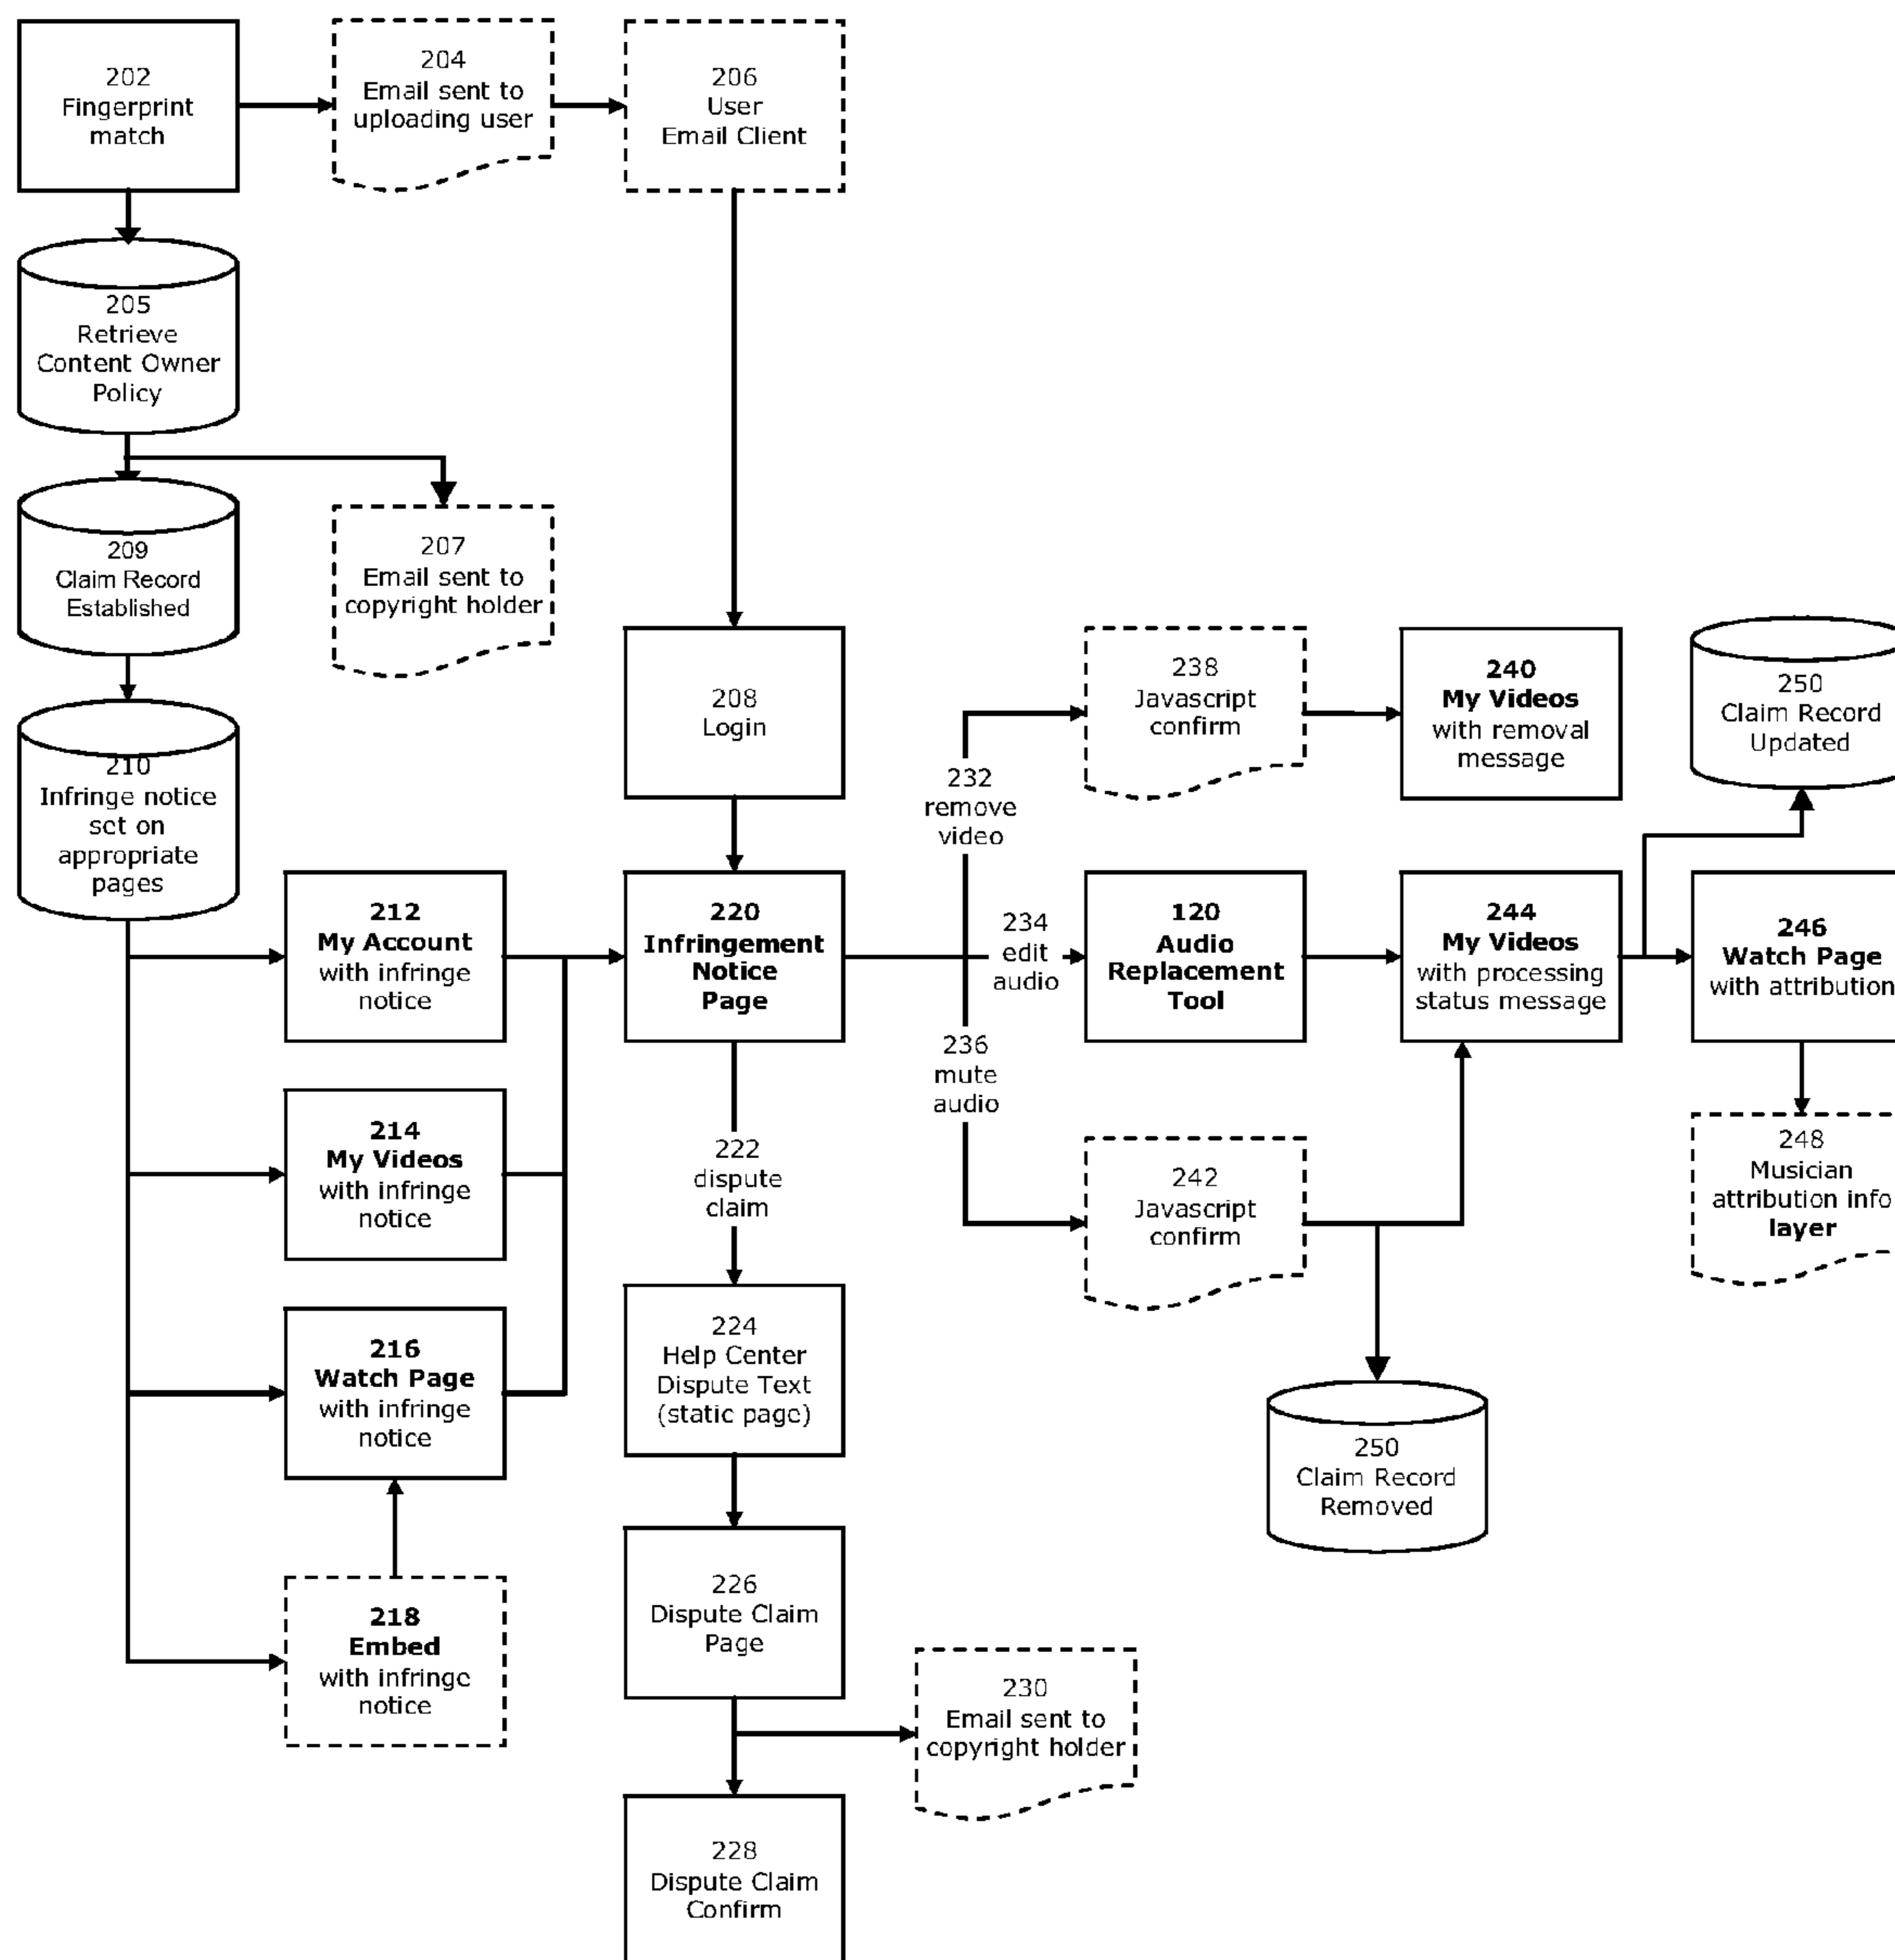 202
Fingerprint
match
204
Email sent to
uploading user
206
User
Email Client
205
Retrieve
Content Owner
Policy
209
Claim Record
Established
207
Email sent to
copyright holder
210
Infringe notice
set on
appropriate
pages
208
Login
232
remove
video
238
Javascript
confirm
240
My Videos
with removal
message
250
Claim Record
Updated
212
My Account
with infringe
notice
220
Infringement
Notice
Page
234
edit
audio
120
Audio
Replacement
Tool
244
My Videos
with processing
status message
246
Watch Page
with attribution
236
mute
audio
214
My Videos
with infringe
notice
222
dispute
claim
242
Javascript
confirm
248
Musician
attribution info
layer
216
Watch Page
with infringe
notice
224
Help Center
Dispute Text
(static page)
250
Claim Record
Removed
218
Embed
with infringe
notice
226
Dispute Claim
Page
230
Email sent to
copyright holder
228
Dispute Claim
Confirm